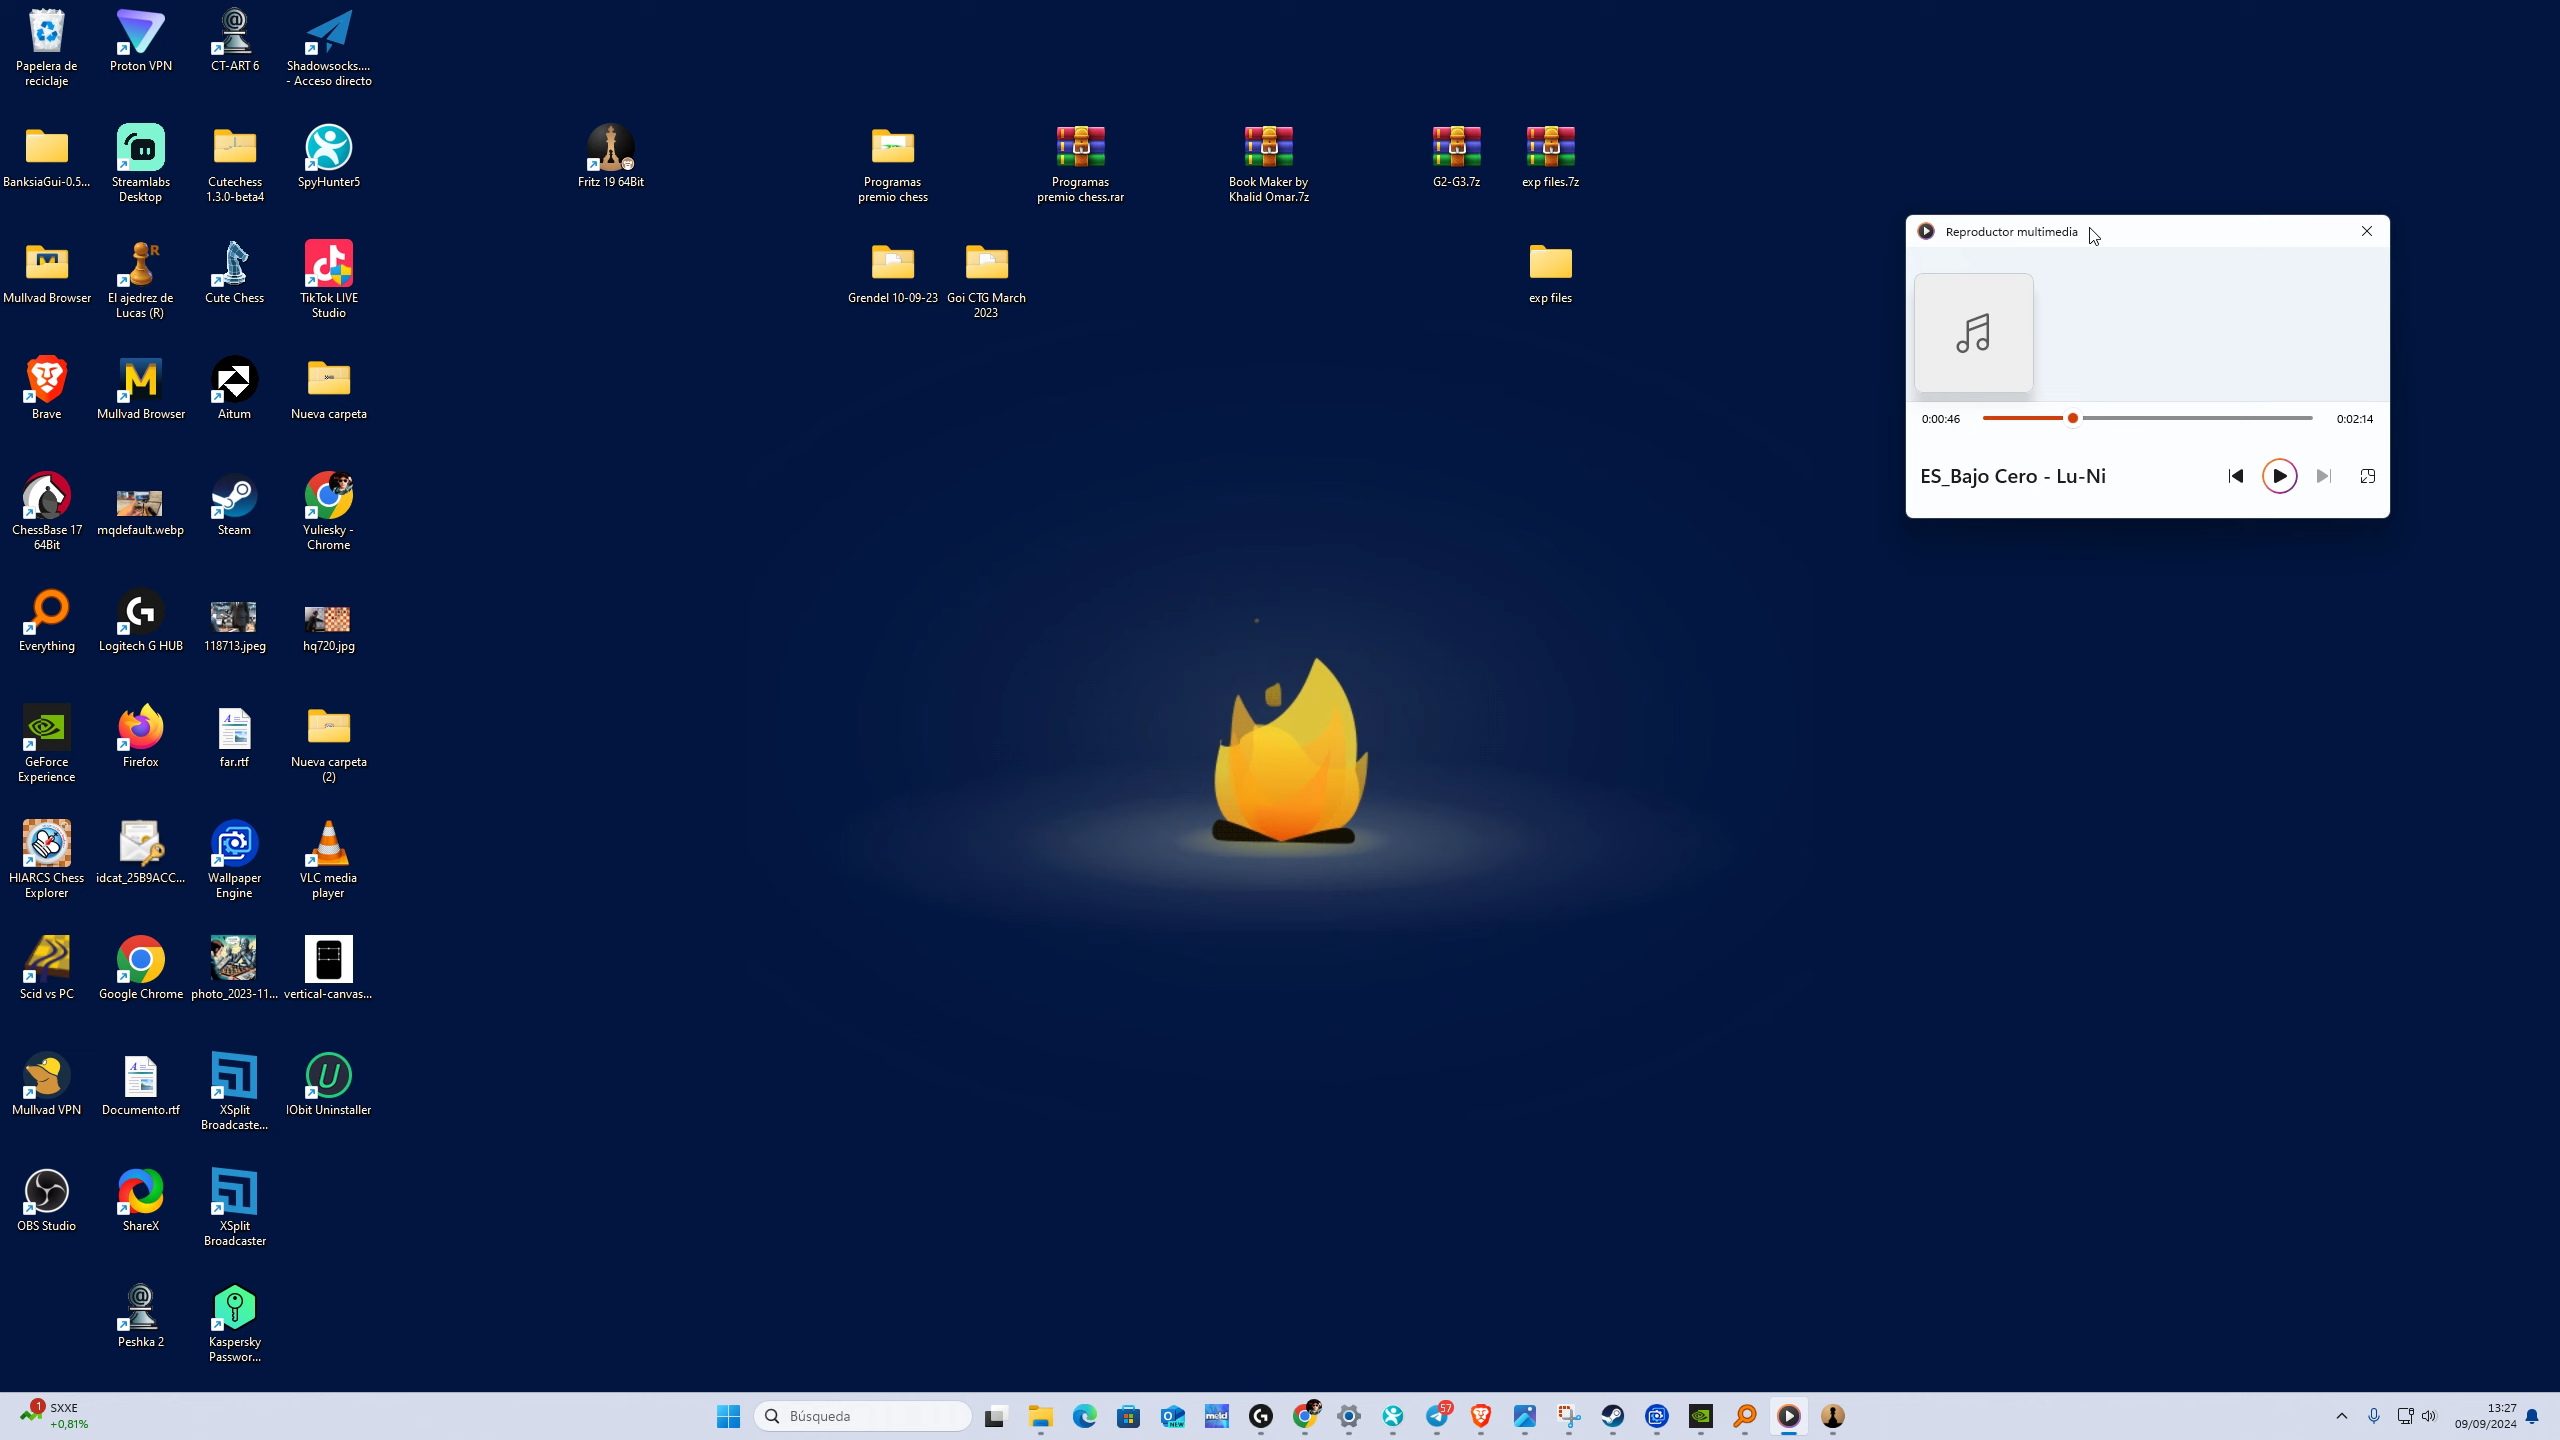 Papelera de
reciclaje
Proton VPN
CT-ART 6
Shadowsocks....
- Acceso directo
BanksiaGui-0.5...
Streamlabs
Desktop
Cutechess
1.3.0-beta4
SpyHunter5
Fritz 19 64Bit
Programas
premio chess
Programas
premio chess.rar
Book Maker by
Khalid Omar.7z
G2-G3.7z
exp files.7z
Mullvad Browser
El ajedrez de
Lucas (R)
Cute Chess
TikTok LIVE
Studio
Grendel 10-09-23
Goi CTG March
2023
exp files
Reproductor multimedia
0:00:46
0:02:14
ES_Bajo Cero - Lu-Ni
Brave
Mullvad Browser
Aitum
Nueva carpeta
ChessBase 17
64Bit
mqdefault.webp
Steam
Yuliesky -
Chrome
Everything
Logitech G HUB
118713.jpeg
hq720.jpg
GeForce
Experience
Firefox
far.rtf
Nueva carpeta
(2)
HIARCS Chess
Explorer
idcat_25B9ACC...
Wallpaper
Engine
VLC media
player
Scid vs PC
Google Chrome
photo_2023-11...
vertical-canvas...
Mullvad VPN
Documento.rtf
XSplit
Broadcaste...
IObit Uninstaller
OBS Studio
ShareX
XSplit
Broadcaster
Peshka 2
Kaspersky
Passwor...
1
SXXE
+0,81%
Búsqueda
NEW
meld
57
13:27
09/09/2024